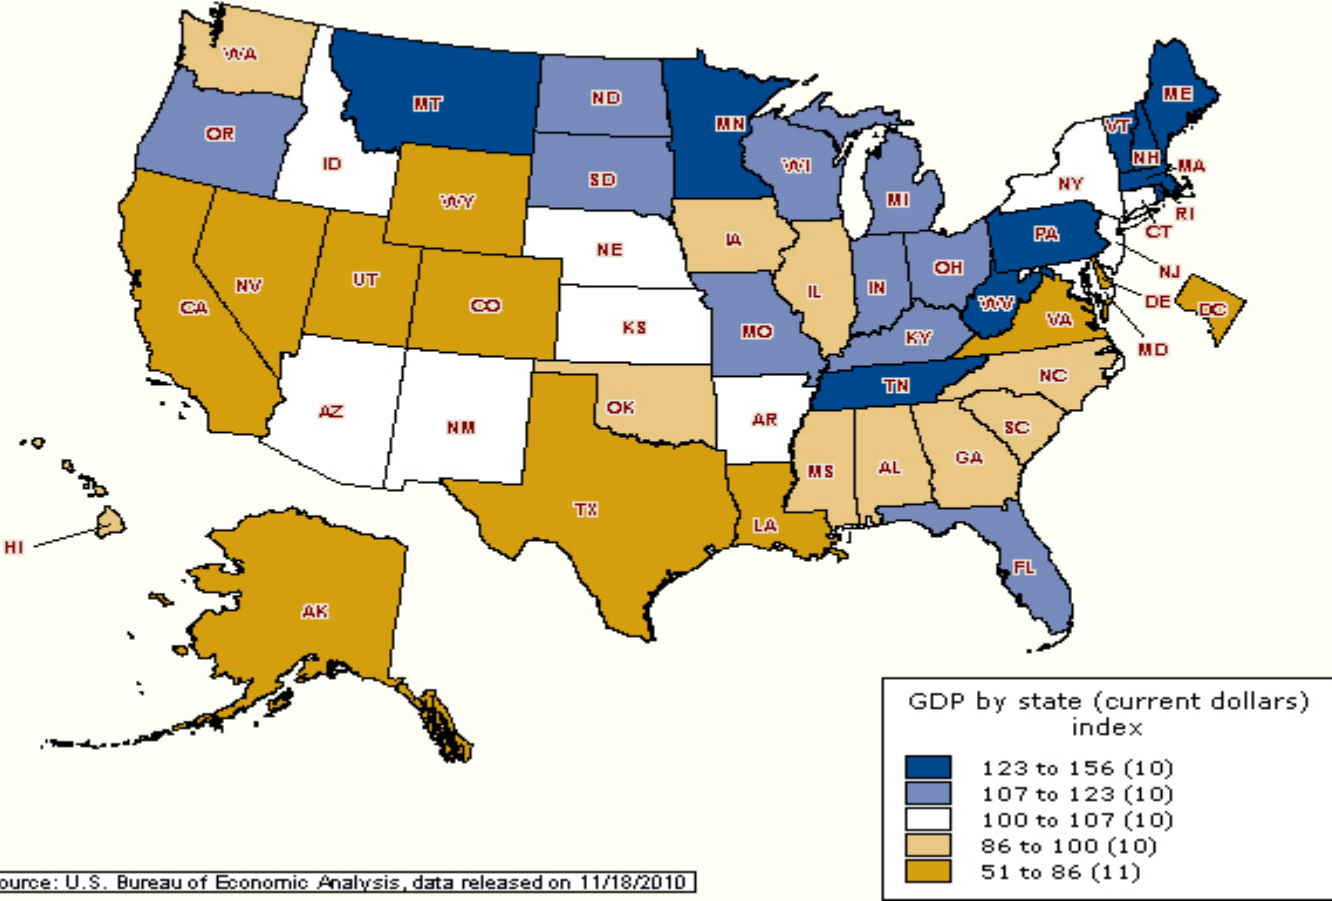 WA
MT
ND
MN
ME
VT
OR
ID
SD
WI
MI
NH
MA
NY
WY
RI
CT
NE
IA
PA
NV
UT
CO
IL
IN
OH
NJ
DE
WV
CA
KS
MO
KY
VA
DC
MD
AZ
NM
OK
AR
TN
NC
SC
MS
AL
GA
TX
LA
HI
FL
AK
GDP by state (current dollars)
index
123 to 156 (10)
107 to 123 (10)
100 to 107 (10)
86 to 100 (10)
51 to 86 (11)
ource: U.S. Bureau of Economic Analysis, data released on 11/18/2010